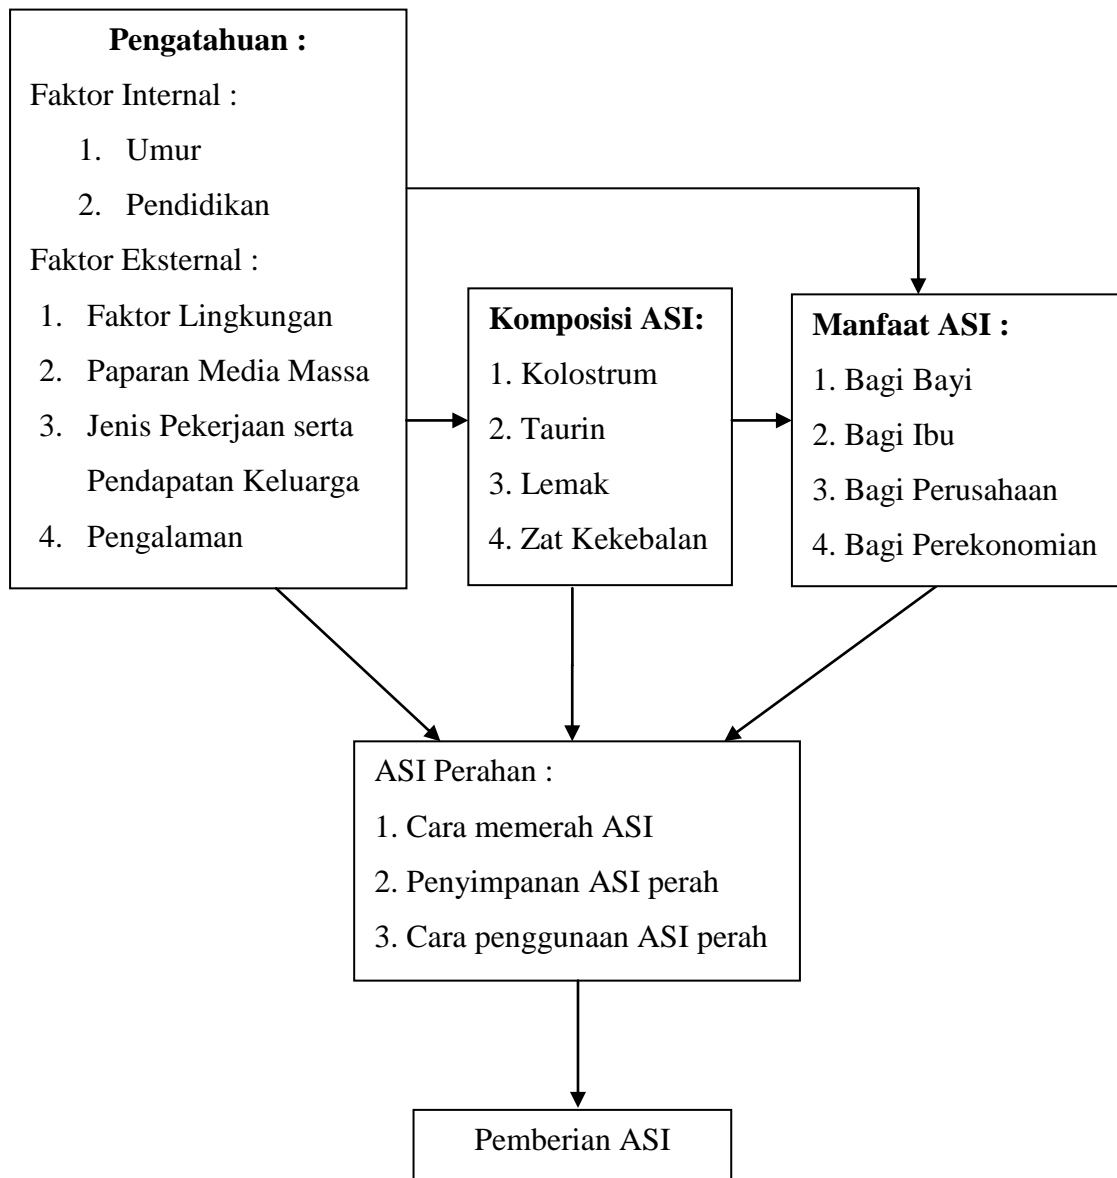 Pengatahuan :
Faktor Internal :
1. Umur
2. Pendidikan
Faktor Eksternal :
1. Faktor Lingkungan
2. Paparan Media Massa
3. Jenis Pekerjaan serta
Pendapatan Keluarga
4. Pengalaman
Komposisi ASI:
1. Kolostrum
2. Taurin
3. Lemak
4. Zat Kekebalan
Manfaat ASI :
1. Bagi Bayi
2. Bagi Ibu
3. Bagi Perusahaan
4. Bagi Perekonomian
ASI Perahan :
1. Cara memerah ASI
2. Penyimpanan ASI perah
3. Cara penggunaan ASI perah
Pemberian ASI